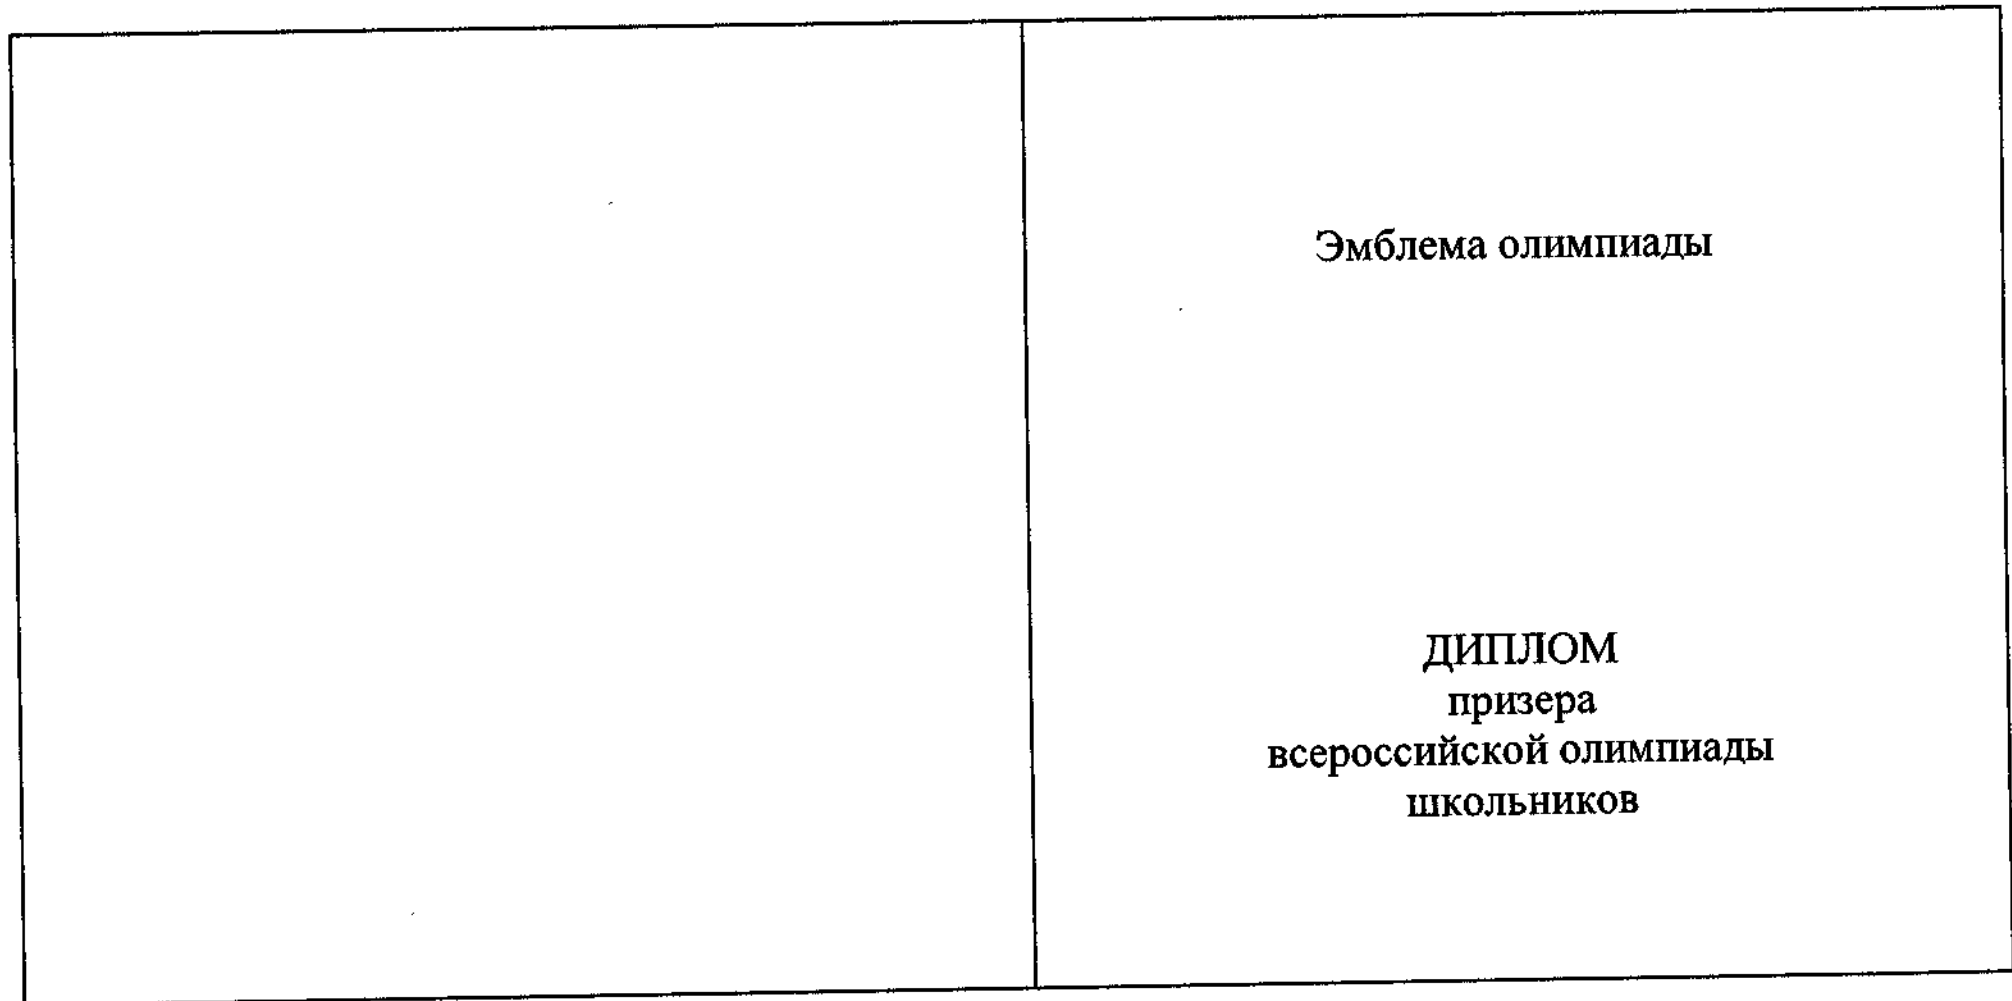 Эмблема олимпиады
ДИПЛОМ
призера
всероссийской олимпиады
школьников